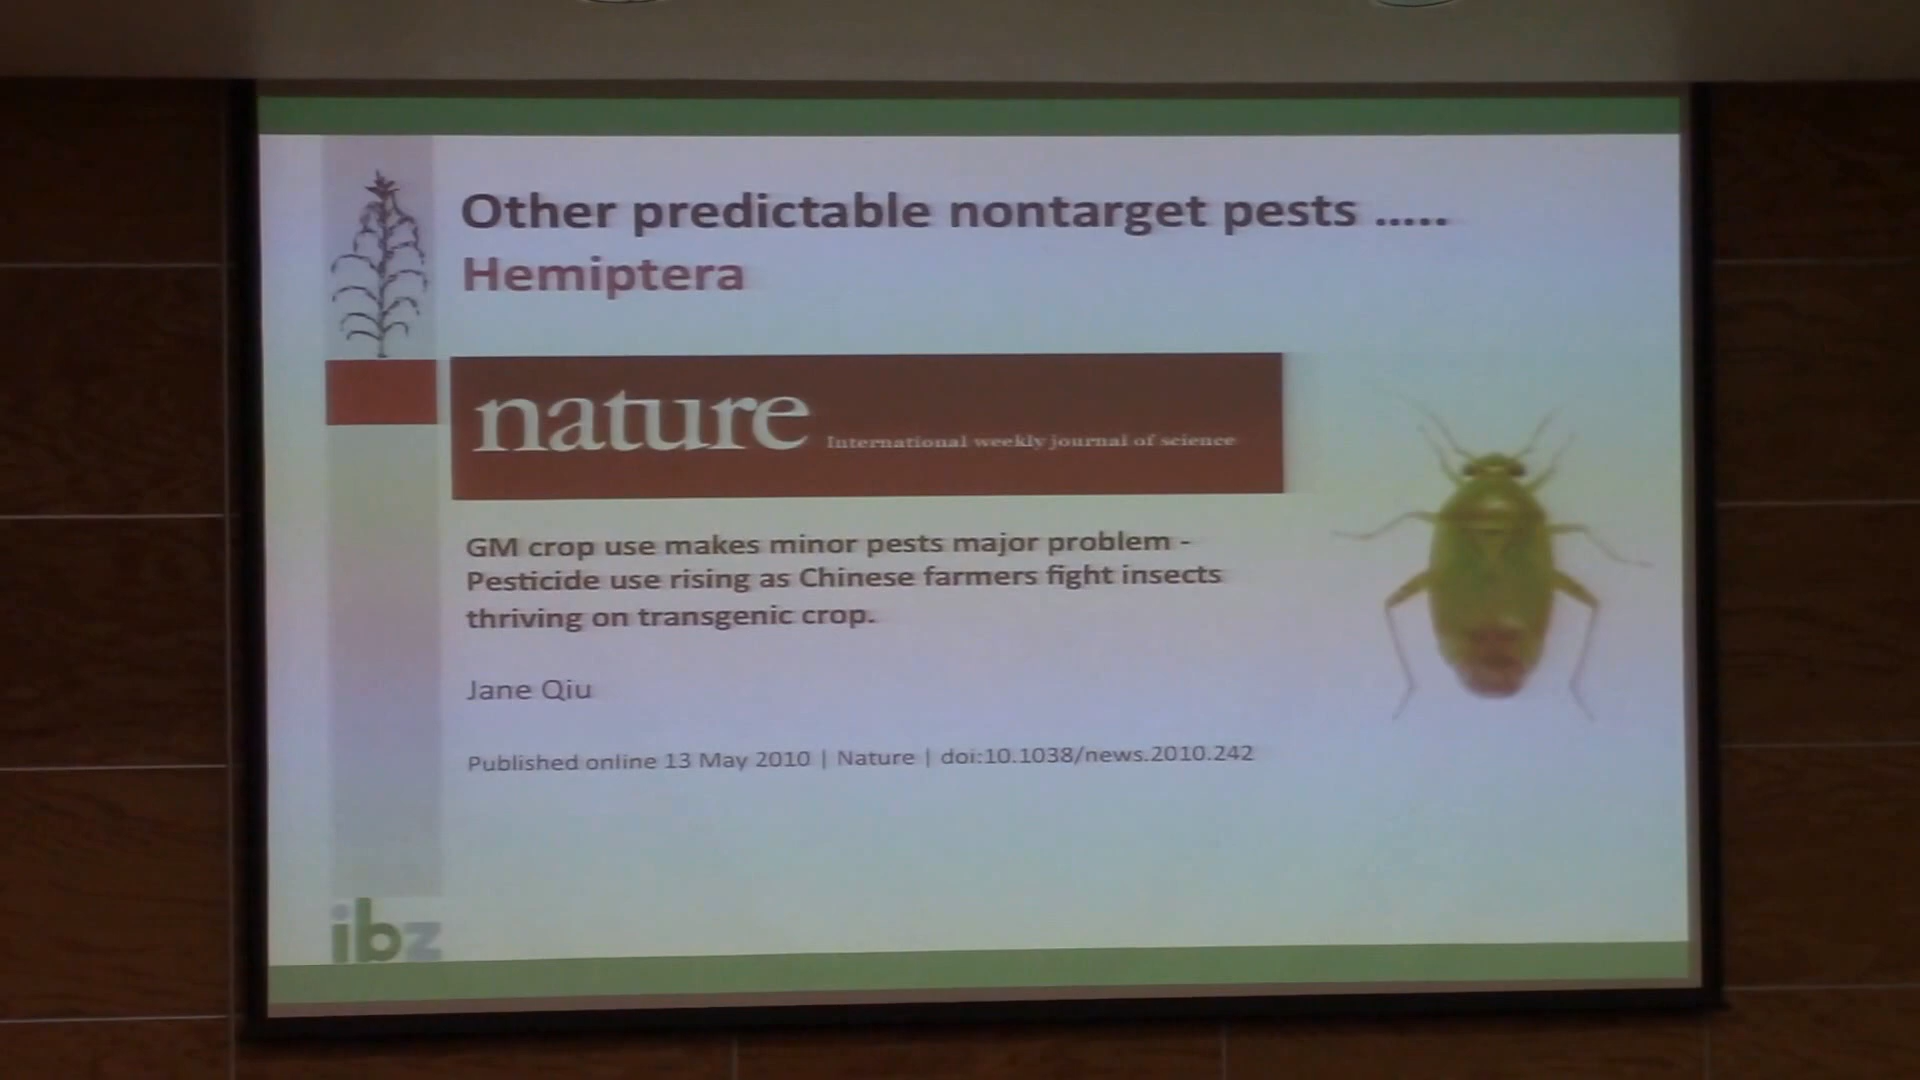 Other predictable nontarget pests .....
Hemiptera
nature International weekly journal of science
GM crop use makes minor pests major problem -
Pesticide use rising as Chinese farmers fight insects
thriving on transgenic crop.
Jane Qiu
Published online 13 May 2010 | Nature | doi:10.1038/news.2010.242
ibz